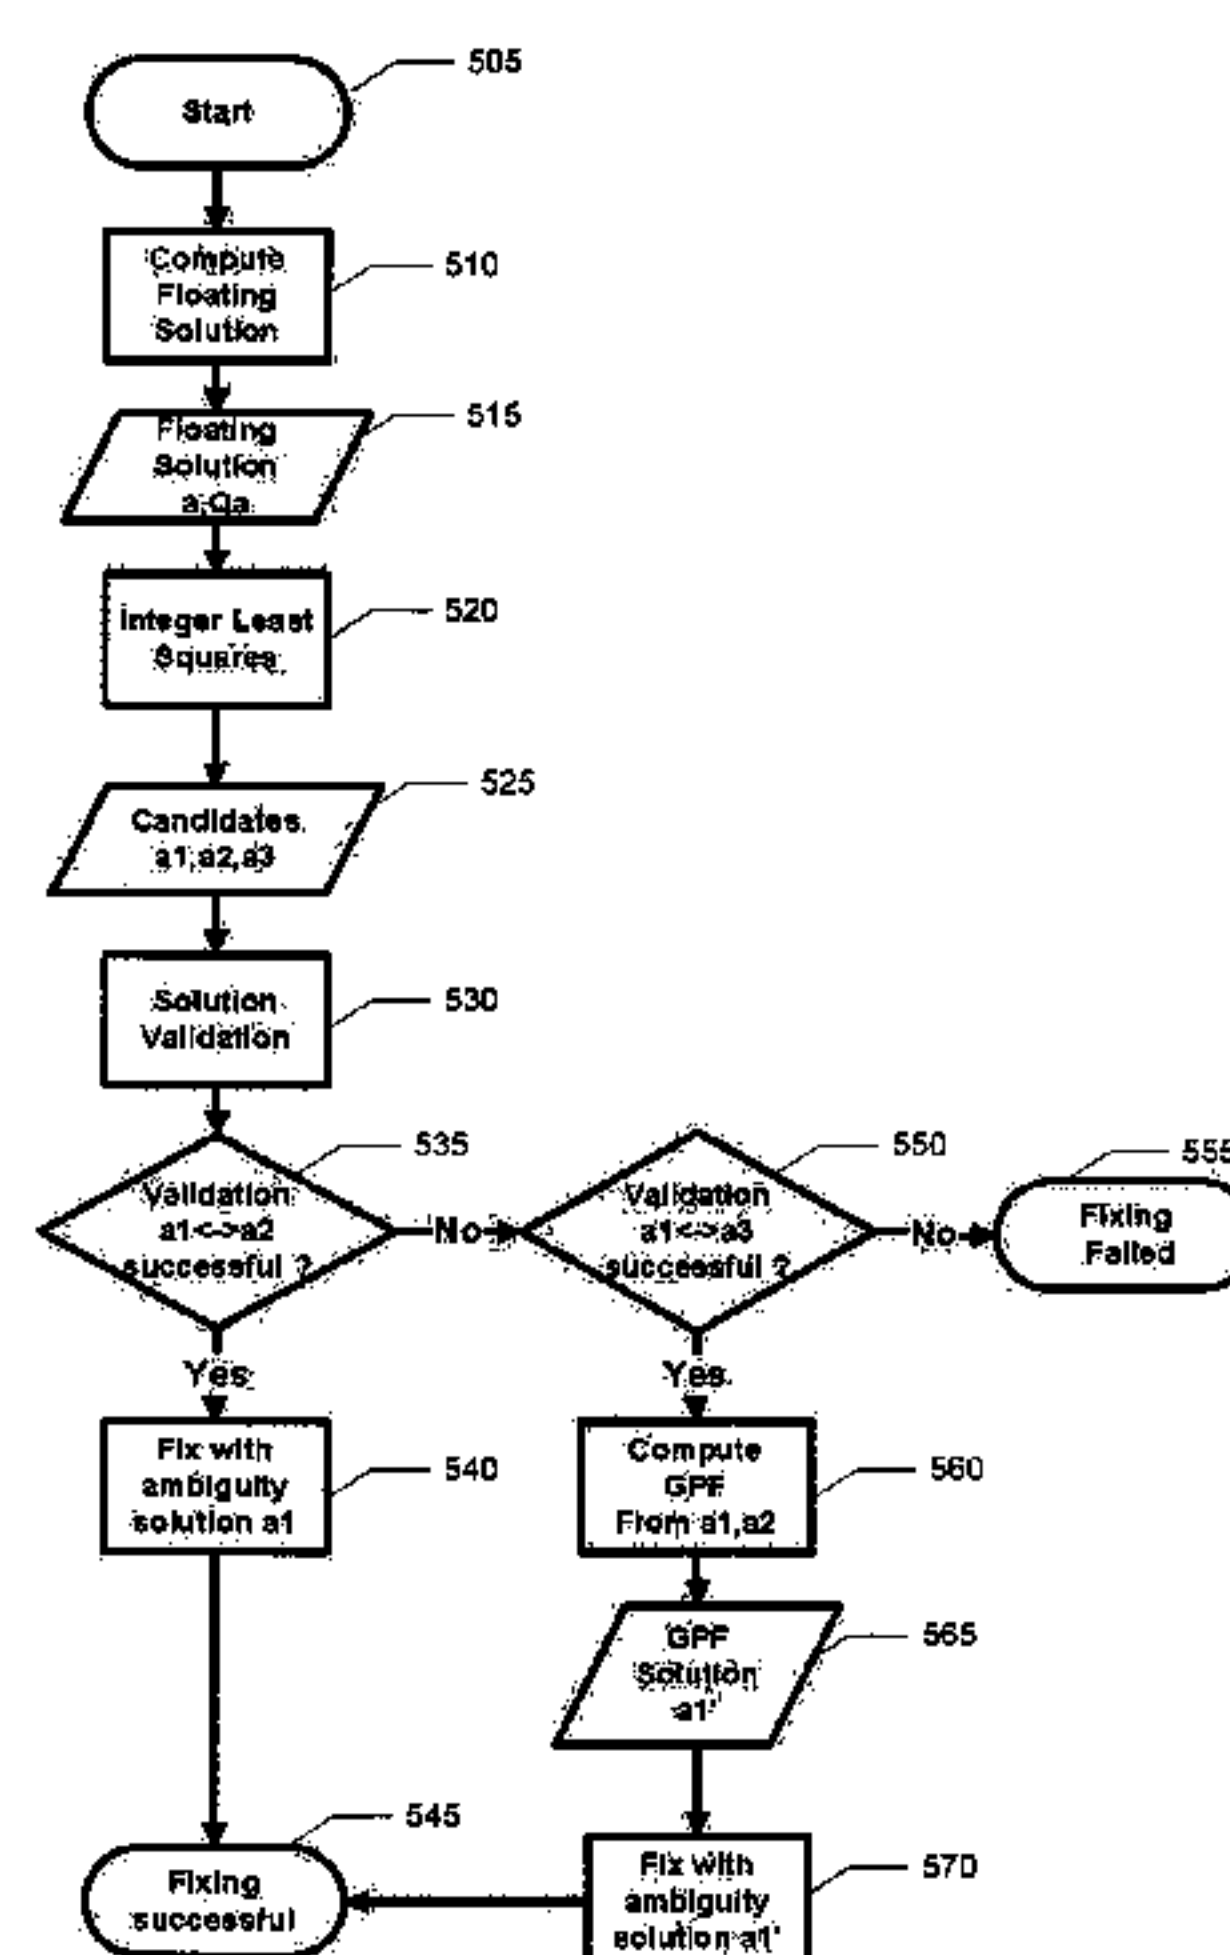 505
Start
Compute
Floating
Solution
510
Floating
Solution
a,Qa
515
Integer Least
Squares
520
Candidates
a1,a2,a3
525
Solution
Validation
530
Validation
a1<->a2
successful ?
535
No
Validation
a1<->a3
successful ?
550
No
Fixing
Failed
555
Yes
Yes
Fix with
ambiguity
solution a1
540
Compute
GPF
From a1,a2
560
GPF
Solution
a1'
565
Fixing
successful
545
Fix with
ambiguity
solution a1'
570